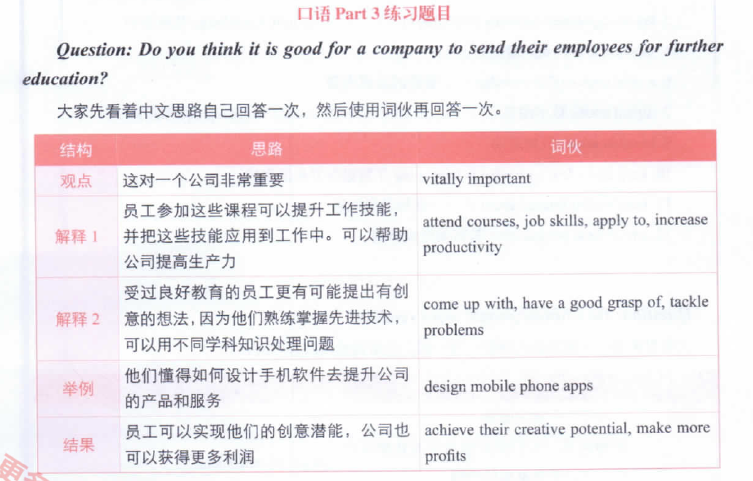 口语 Part 3 练习题目
Question: Do you think it is good for a company to send their employees for further
education?
大家先看着中文思路自己回答一次，然后使用词伙再回答一次。
结构 思路 词伙
观点 这对一个公司非常重要 vitally important
解释 1 员工参加这些课程可以提升工作技能，
并把这些技能应用到工作中。可以帮助
公司提高生产力
attend courses, job skills, apply to, increase
productivity
解释 2 受过良好教育的员工更有可能提出有创
意的想法，因为他们熟练掌握先进技术，
可以用不同学科知识处理问题
come up with, have a good grasp of, tackle
problems
举例 他们懂得如何设计手机软件去提升公司
的产品和服务
design mobile phone apps
结果 员工可以实现他们的创意潜能，公司也
可以获得更多利润
achieve their creative potential, make more
profits